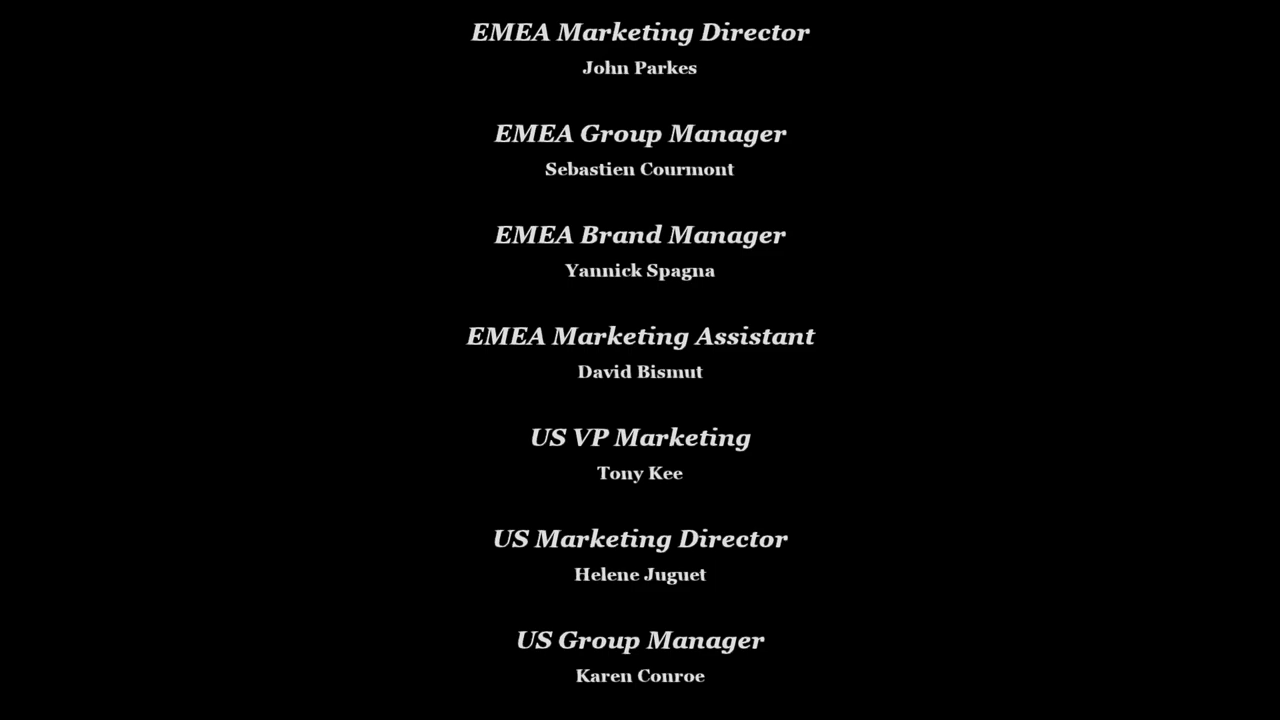 EMEA Marketing Director
John Parkes
EMEA Group Manager
Sebastien Courmont
EMEA Brand Manager
Yannick Spagna
EMEA Marketing Assistant
David Bismut
US VP Marketing
Tony Kee
US Marketing Director
Helene Juguet
US Group Manager
Karen Conroe